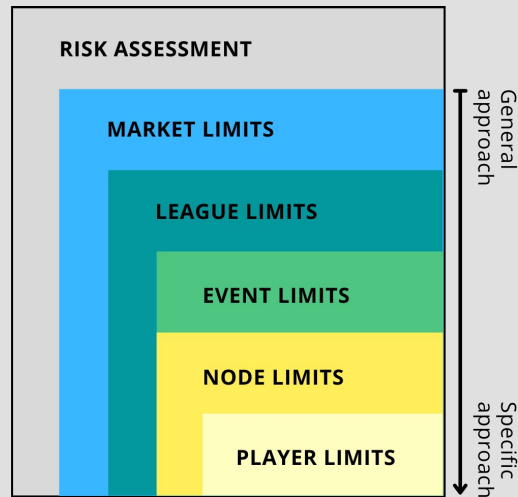 RISK ASSESSMENT
MARKET LIMITS
LEAGUE LIMITS
EVENT LIMITS
NODE LIMITS
PLAYER LIMITS
General
approach
Specific
approach